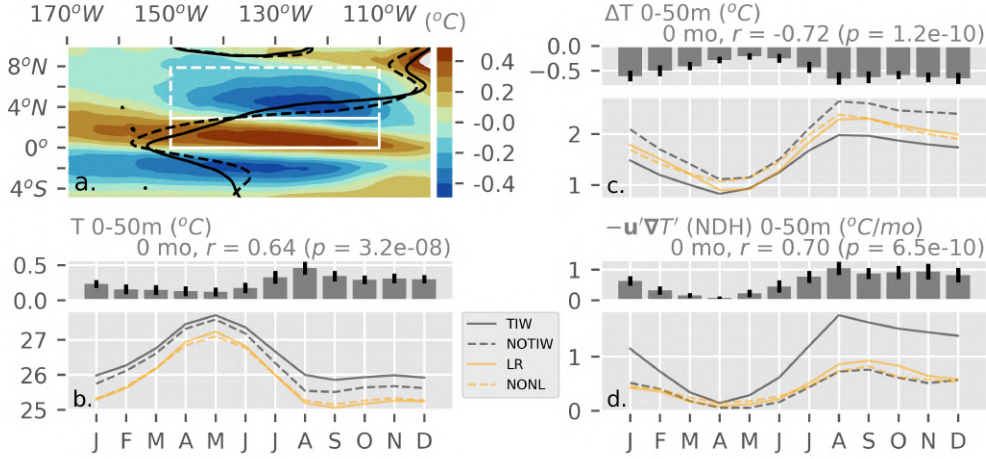 170°W 150°W 130°W 110°W (°C)
8°N
4°N
0°
4°S
a.
0.4
0.2
-0.0
-0.2
-0.4
ΔT 0-50m (°C)
0 mo, r = -0.72 (p = 1.2e-10)
0.0
−0.5
2
1
c.
T 0-50m (°C)
0 mo, r = 0.64 (p = 3.2e-08)
0.5
0.0
27
26
25
b.
J F M A M J J A S O N D
TIW
NOTIW
LR
NONL
−u′∇T′ (NDH) 0-50m (°C/mo)
0 mo, r = 0.70 (p = 6.5e-10)
1
0
1
0
d.
J F M A M J J A S O N D